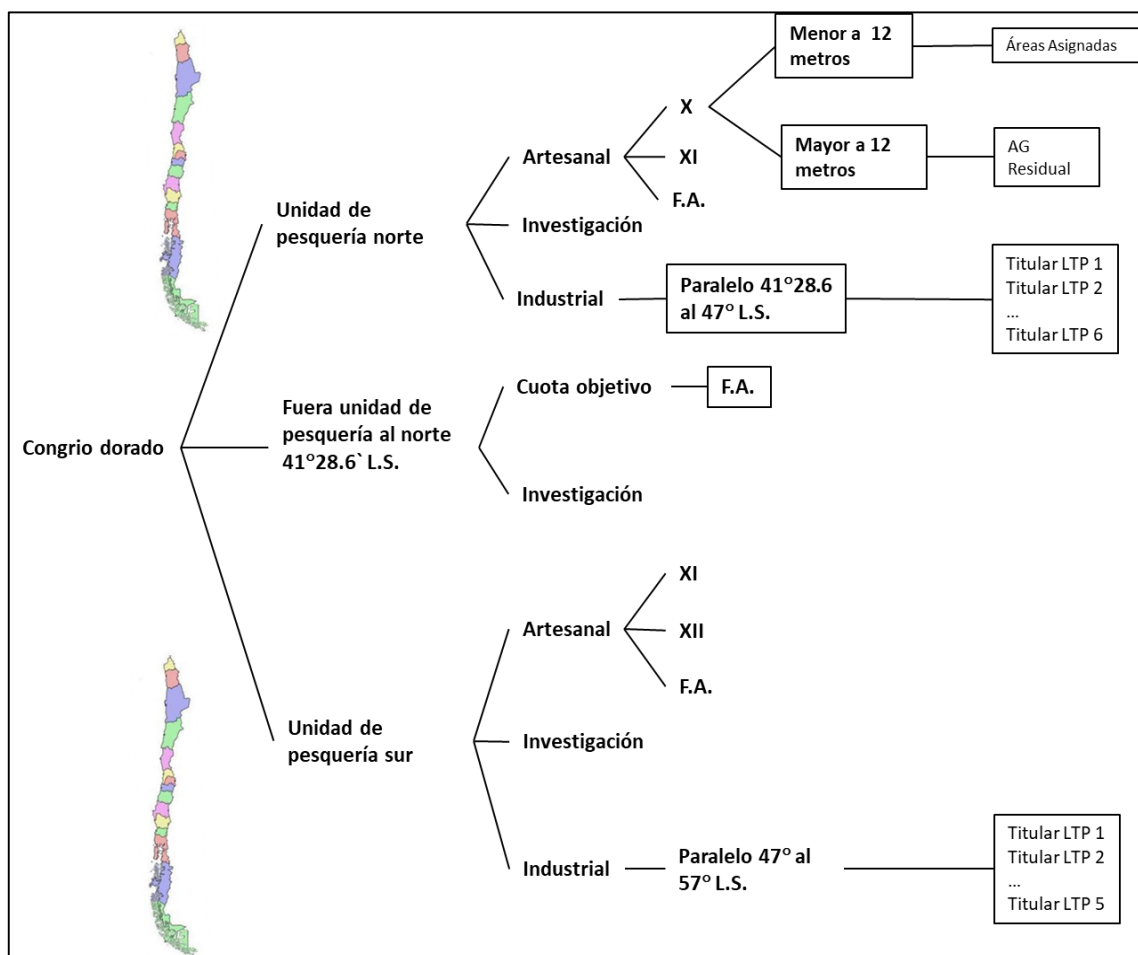 Menor a 12
metros
Áreas Asignadas
X
Mayor a 12
metros
AG
Residual
Artesanal
XI
F.A.
Unidad de
pesquería norte
Investigación
Industrial
Paralelo 41°28.6
al 47° L.S.
Titular LTP 1
Titular LTP 2
...
Titular LTP 6
Congrio dorado
Fuera unidad de
pesquería al norte
41°28.6` L.S.
Cuota objetivo
F.A.
Investigación
Unidad de
pesquería sur
Artesanal
XI
XII
F.A.
Investigación
Industrial
Paralelo 47° al
57° L.S.
Titular LTP 1
Titular LTP 2
...
Titular LTP 5